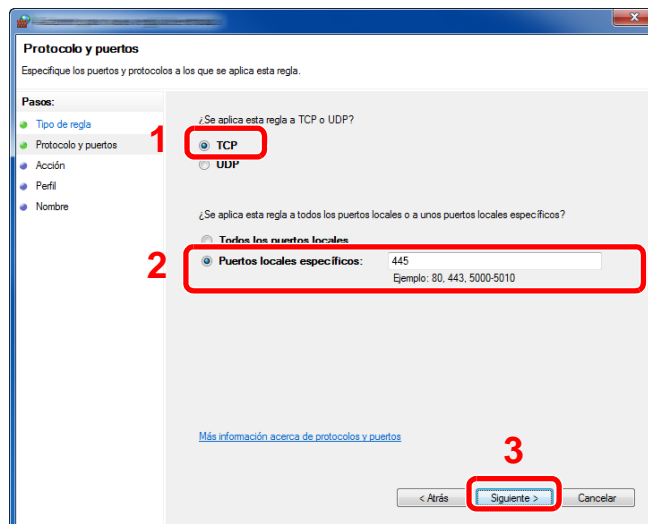 Protocolo y puertos
Especifique los puertos y protocolos a los que se aplica esta regla.
Pasos:
Tipo de regla
Protocolo y puertos
Acción
Perfil
Nombre
¿Se aplica esta regla a TCP o UDP?
1
TCP
UDP
¿Se aplica esta regla a todos los puertos locales o a unos puertos locales específicos?
Todos los puertos locales
2
Puertos locales específicos:
445
Ejemplo: 80, 443, 5000-5010
Más información acerca de protocolos y puertos
3
< Atrás
Siguiente >
Cancelar